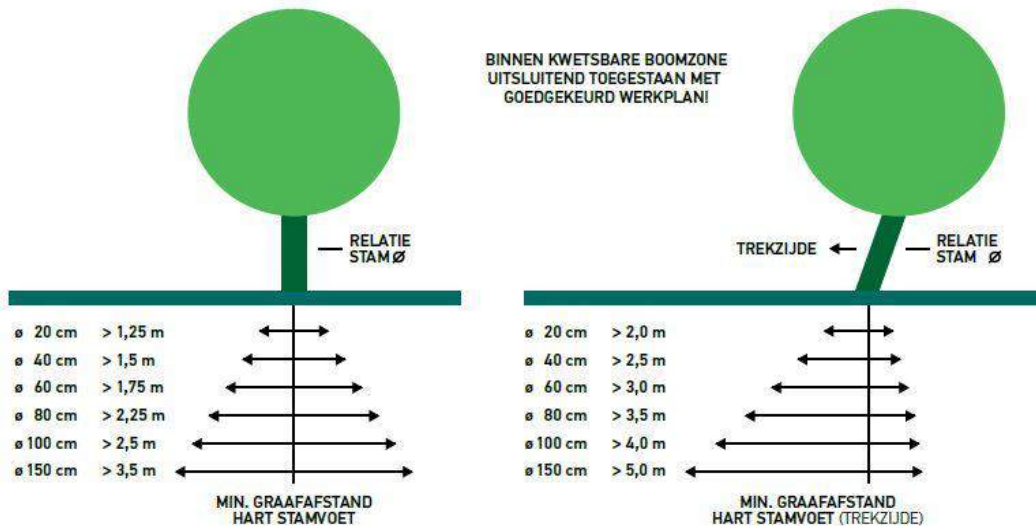 BINNEN KWETSBARE BOOMZONE
UITSLUITEND TOEGESTAAN MET
GOEDGEKEURD WERKPLAN!
RELATIE
STAM Ø
ø 20 cm > 1,25 m
ø 40 cm > 1,5 m
ø 60 cm > 1,75 m
ø 80 cm > 2,25 m
ø 100 cm > 2,5 m
ø 150 cm > 3,5 m
MIN. GRAAFAFSTAND
HART STAMVOET
TREKZIJDE
RELATIE
STAM Ø
ø 20 cm > 2,0 m
ø 40 cm > 2,5 m
ø 60 cm > 3,0 m
ø 80 cm > 3,5 m
ø 100 cm > 4,0 m
ø 150 cm > 5,0 m
MIN. GRAAFAFSTAND
HART STAMVOET (TREKZIJDE)